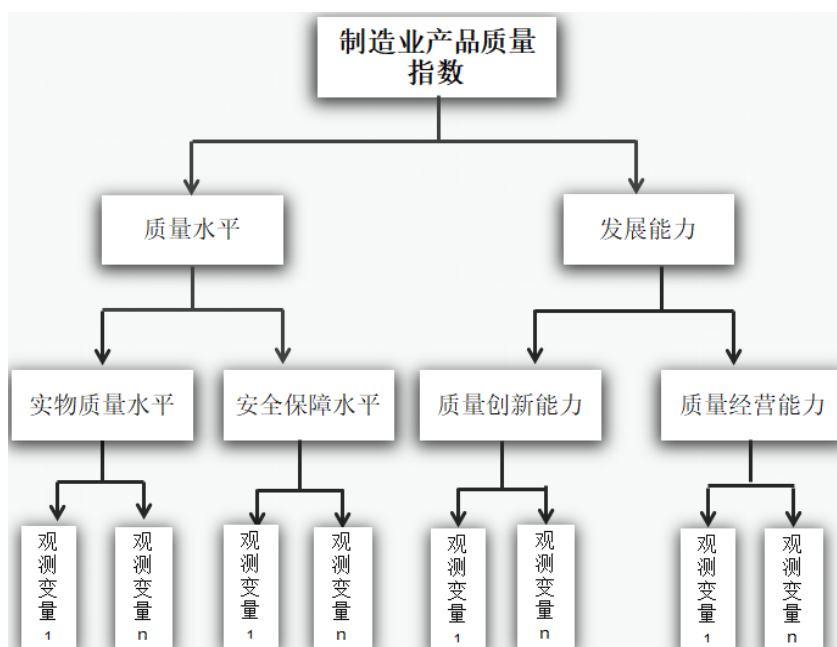 制造业产品质量
指数
质量水平
发展能力
实物质量水平
安全保障水平
质量创新能力
质量经营能力
观测变量1
观测变量n
观测变量1
观测变量n
观测变量1
观测变量n
观测变量1
观测变量n